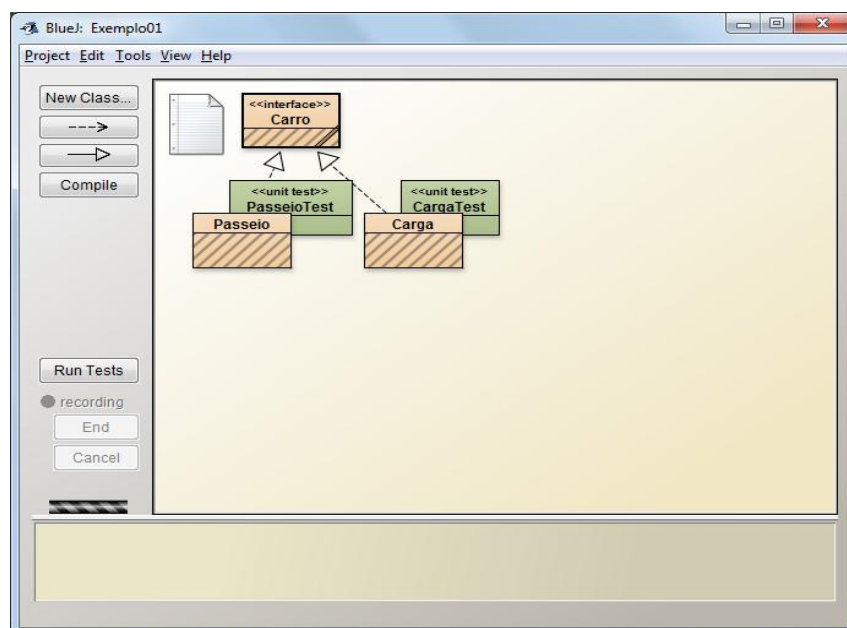 BlueJ: Exemplo01
Project Edit Tools View Help
New Class...
Compile
<<interface>>
Carro
<<unit test>>
PasseioTest
Passeio
<<unit test>>
CargaTest
Carga
Run Tests
recording
End
Cancel